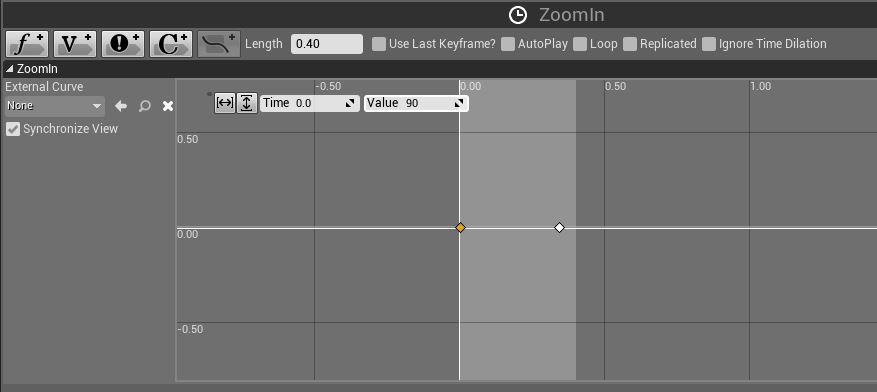 ZoomIn
f + V + ! + C + + Length 0.40 Use Last Keyframe? AutoPlay Loop Replicated Ignore Time Dilation
ZoomIn
External Curve
None
Synchronize View
-0.50 0.00 0.50 1.00
Time 0.0 Value 90
0.50
0.00
-0.50